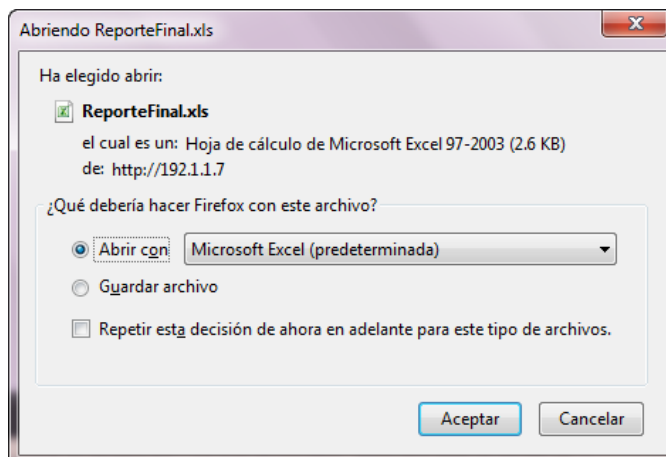 Abriendo ReporteFinal.xls
Ha elegido abrir:
ReporteFinal.xls
el cual es un: Hoja de cálculo de Microsoft Excel 97-2003 (2.6 KB)
de: http://192.1.1.7
¿Qué debería hacer Firefox con este archivo?
Abrir con Microsoft Excel (predeterminada)
Guardar archivo
Repetir esta decisión de ahora en adelante para este tipo de archivos.
Aceptar Cancelar